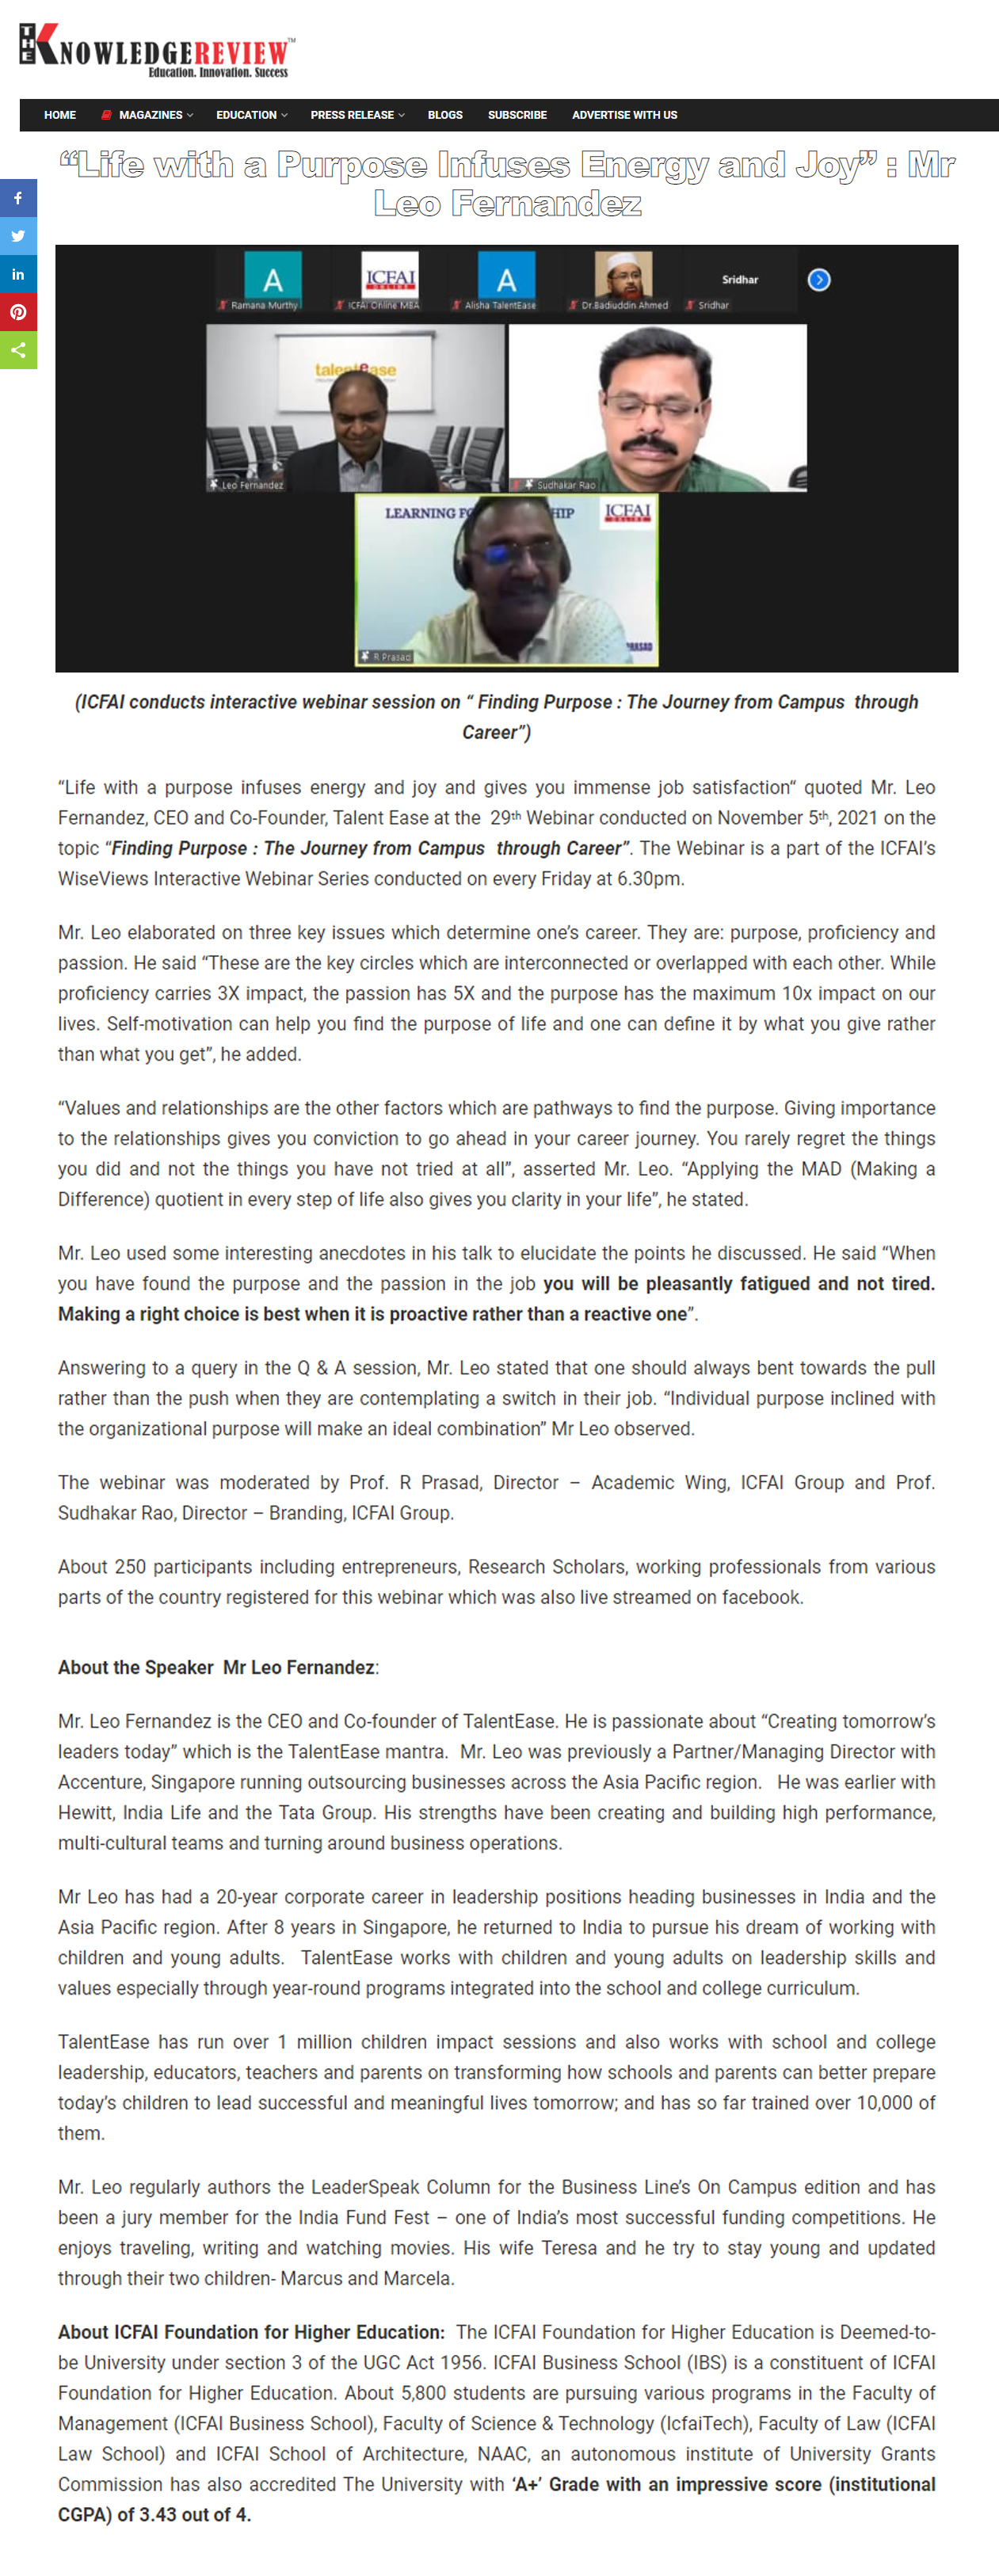 THE KNOWLEDGEREVIEW™
Education. Innovation. Success
HOME MAGAZINES EDUCATION PRESS RELEASE BLOGS SUBSCRIBE ADVERTISE WITH US
“Life with a Purpose Infuses Energy and Joy” : Mr
Leo Fernandez
A ICFAI A Sridhar
ONLINE
Ramana Murthy ICFAI Online MBA Alisha TalentEase Dr.Badiuddin Ahmed Sridhar
talentease
Leo Fernandez Sudhakar Rao
LEARNING FO HIP ICFAI
ONLINE
R Prasad
(ICFAI conducts interactive webinar session on “ Finding Purpose : The Journey from Campus  through
Career”)
“Life with a purpose infuses energy and joy and gives you immense job satisfaction“ quoted Mr. Leo
Fernandez, CEO and Co-Founder, Talent Ease at the  29th Webinar conducted on November 5th, 2021 on the
topic “Finding Purpose : The Journey from Campus  through Career”. The Webinar is a part of the ICFAI’s
WiseViews Interactive Webinar Series conducted on every Friday at 6.30pm.
Mr. Leo elaborated on three key issues which determine one’s career. They are: purpose, proficiency and
passion. He said “These are the key circles which are interconnected or overlapped with each other. While
proficiency carries 3X impact, the passion has 5X and the purpose has the maximum 10x impact on our
lives. Self-motivation can help you find the purpose of life and one can define it by what you give rather
than what you get”, he added.
“Values and relationships are the other factors which are pathways to find the purpose. Giving importance
to the relationships gives you conviction to go ahead in your career journey. You rarely regret the things
you did and not the things you have not tried at all”, asserted Mr. Leo. “Applying the MAD (Making a
Difference) quotient in every step of life also gives you clarity in your life”, he stated.
Mr. Leo used some interesting anecdotes in his talk to elucidate the points he discussed. He said “When
you have found the purpose and the passion in the job you will be pleasantly fatigued and not tired.
Making a right choice is best when it is proactive rather than a reactive one”.
Answering to a query in the Q & A session, Mr. Leo stated that one should always bent towards the pull
rather than the push when they are contemplating a switch in their job. “Individual purpose inclined with
the organizational purpose will make an ideal combination” Mr Leo observed.
The webinar was moderated by Prof. R Prasad, Director – Academic Wing, ICFAI Group and Prof.
Sudhakar Rao, Director – Branding, ICFAI Group.
About 250 participants including entrepreneurs, Research Scholars, working professionals from various
parts of the country registered for this webinar which was also live streamed on facebook.
About the Speaker  Mr Leo Fernandez:
Mr. Leo Fernandez is the CEO and Co-founder of TalentEase. He is passionate about “Creating tomorrow’s
leaders today” which is the TalentEase mantra.  Mr. Leo was previously a Partner/Managing Director with
Accenture, Singapore running outsourcing businesses across the Asia Pacific region.   He was earlier with
Hewitt, India Life and the Tata Group. His strengths have been creating and building high performance,
multi-cultural teams and turning around business operations.
Mr Leo has had a 20-year corporate career in leadership positions heading businesses in India and the
Asia Pacific region. After 8 years in Singapore, he returned to India to pursue his dream of working with
children and young adults.  TalentEase works with children and young adults on leadership skills and
values especially through year-round programs integrated into the school and college curriculum.
TalentEase has run over 1 million children impact sessions and also works with school and college
leadership, educators, teachers and parents on transforming how schools and parents can better prepare
today’s children to lead successful and meaningful lives tomorrow; and has so far trained over 10,000 of
them.
Mr. Leo regularly authors the LeaderSpeak Column for the Business Line’s On Campus edition and has
been a jury member for the India Fund Fest – one of India’s most successful funding competitions. He
enjoys traveling, writing and watching movies. His wife Teresa and he try to stay young and updated
through their two children- Marcus and Marcela.
About ICFAI Foundation for Higher Education:  The ICFAI Foundation for Higher Education is Deemed-to-
be University under section 3 of the UGC Act 1956. ICFAI Business School (IBS) is a constituent of ICFAI
Foundation for Higher Education. About 5,800 students are pursuing various programs in the Faculty of
Management (ICFAI Business School), Faculty of Science & Technology (IcfaiTech), Faculty of Law (ICFAI
Law School) and ICFAI School of Architecture, NAAC, an autonomous institute of University Grants
Commission has also accredited The University with ‘A+’ Grade with an impressive score (institutional
CGPA) of 3.43 out of 4.